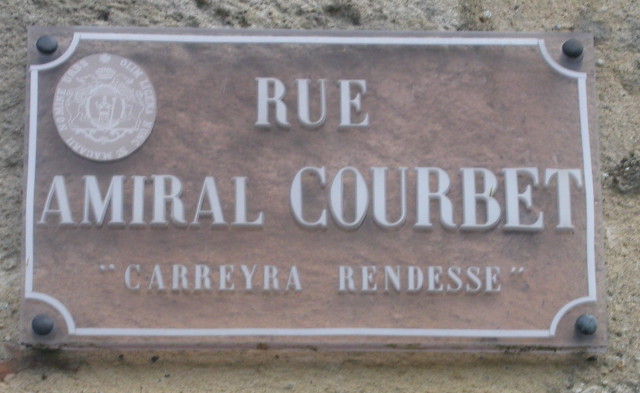 RUE
AMIRAL COURBET
"CARREYRA RENDESSE"